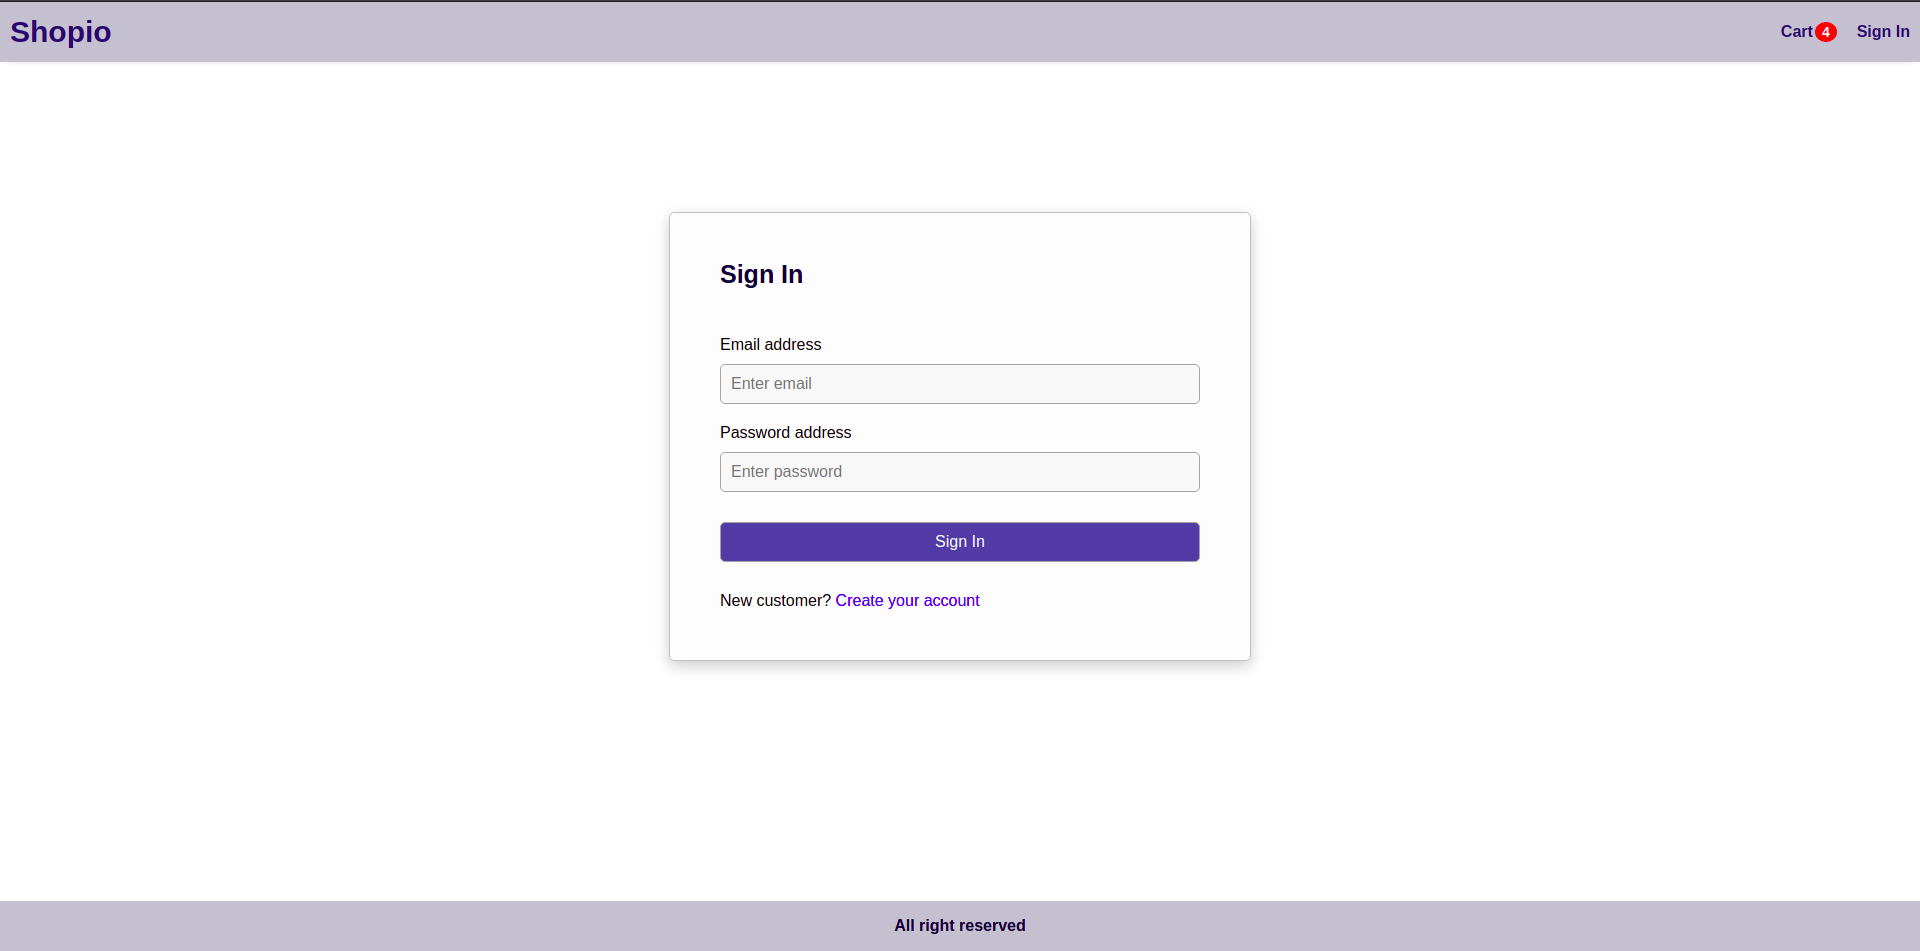 Shopio
Cart 4 Sign In
Sign In
Email address
Enter email
Password address
Enter password
Sign In
New customer? Create your account
All right reserved